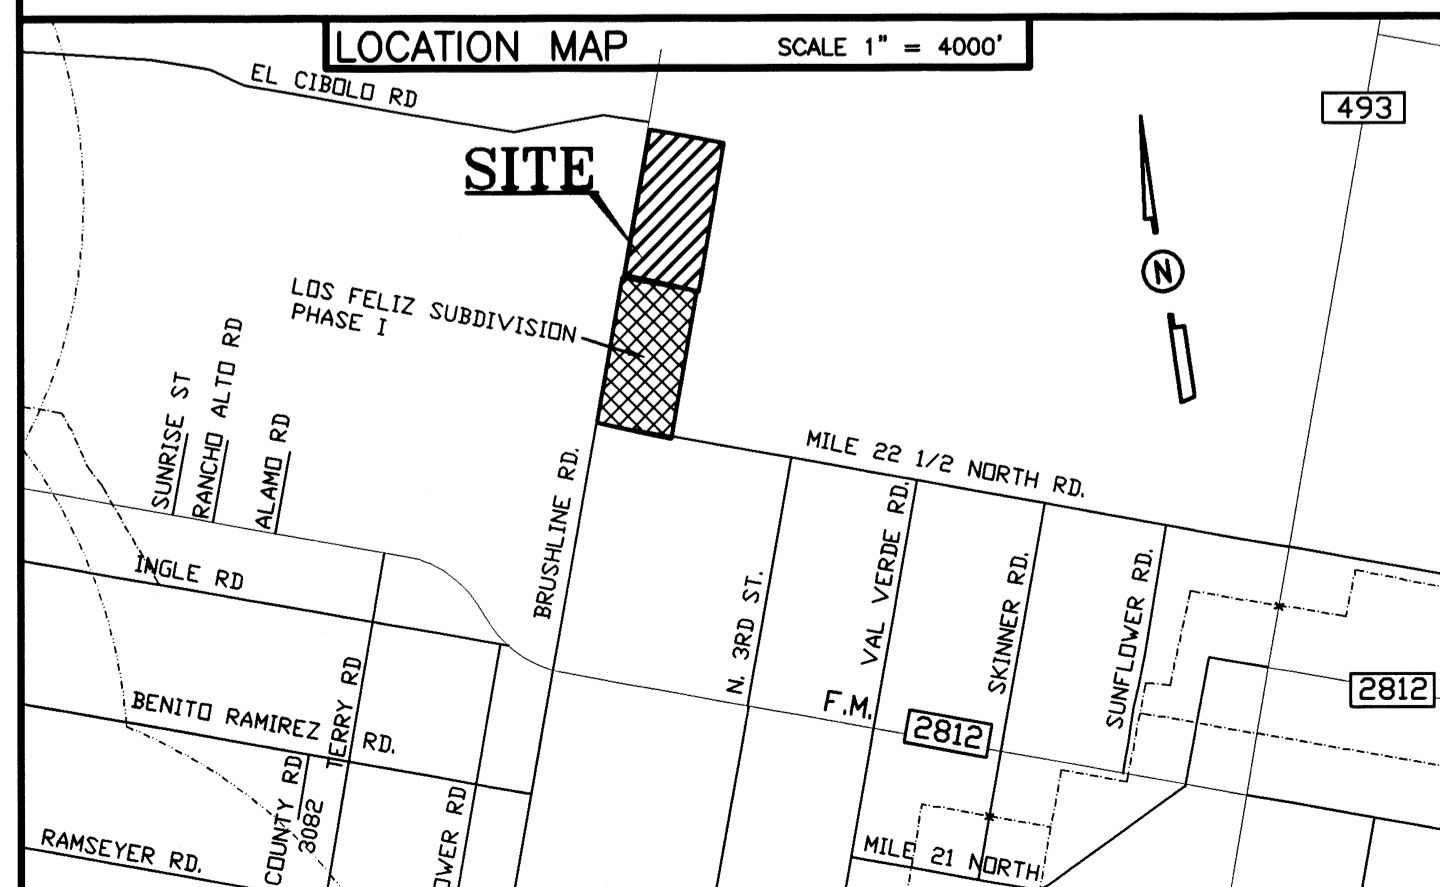 LOCATION MAP SCALE 1" = 4000'
EL CIBOLO RD
493
SITE
N
LOS FELIZ SUBDIVISION
PHASE I
SUNRISE ST
RANCHO ALTO RD
ALAMO RD
MILE 22 1/2 NORTH RD.
BRUSHLINE RD.
N. 3RD ST.
VAL VERDE RD.
SKINNER RD.
SUNFLOWER RD.
INGLE RD
BENITO RAMIREZ RD.
TERRY RD
F.M. 2812
2812
COUNTY RD
3082
OWER RD
RAMSEYER RD.
MILE 21 NORTH